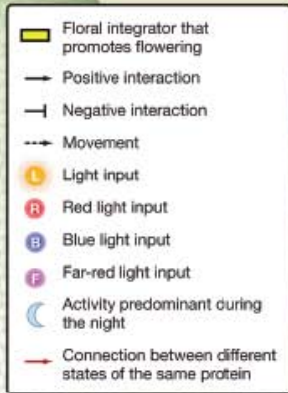 Floral integrator that
promotes flowering
Positive interaction
Negative interaction
Movement
L Light input
R Red light input
B Blue light input
F Far-red light input
Activity predominant during
the night
Connection between different
states of the same protein